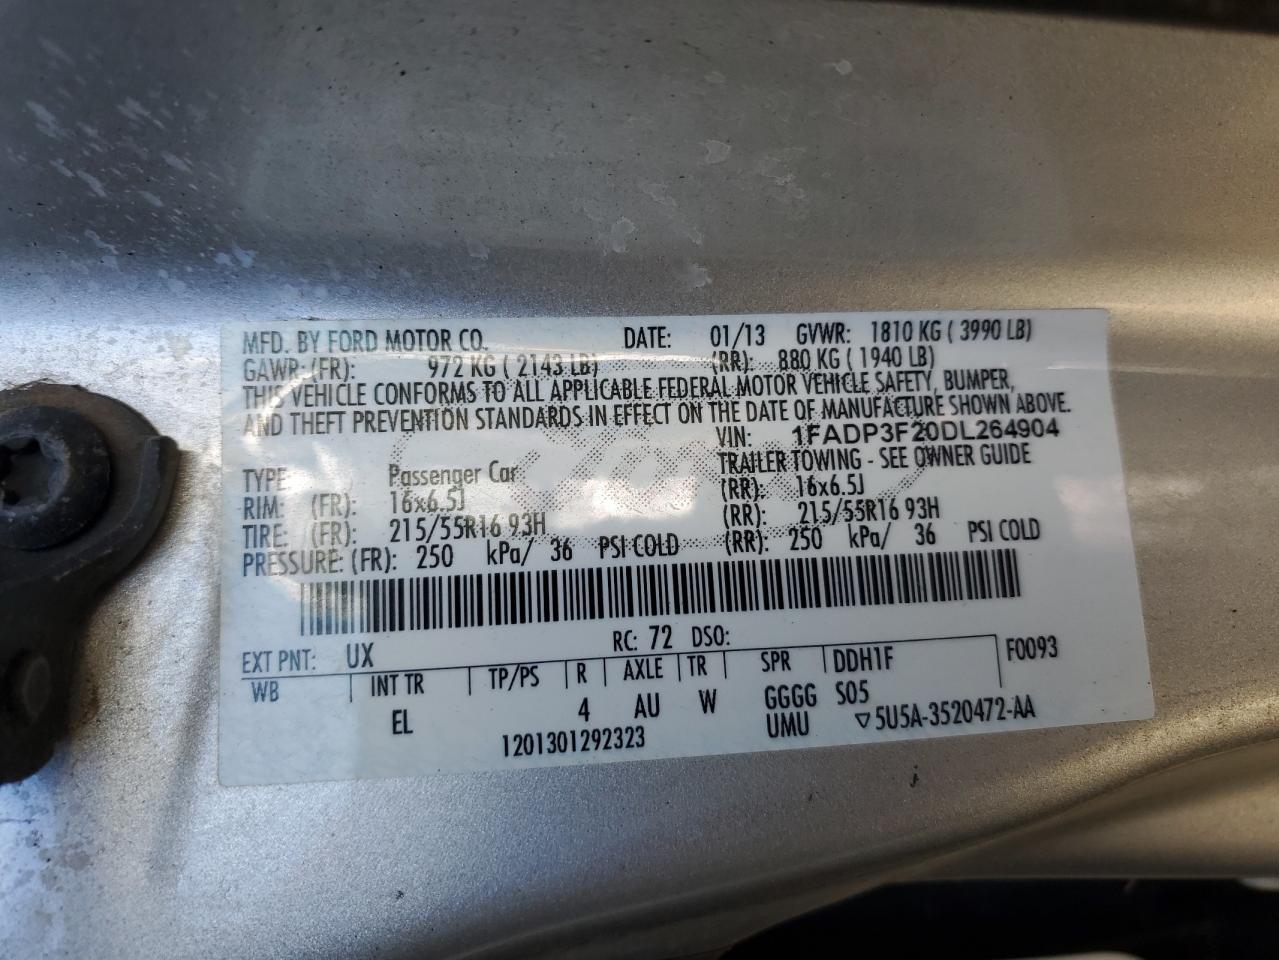 MFD. BY FORD MOTOR CO. DATE: 01/13 GVWR: 1810 KG ( 3990 LB)
GAWR: (FR): 972 KG ( 2143 LB) (RR): 880 KG ( 1940 LB)
THIS VEHICLE CONFORMS TO ALL APPLICABLE FEDERAL MOTOR VEHICLE SAFETY, BUMPER,
AND THEFT PREVENTION STANDARDS IN EFFECT ON THE DATE OF MANUFACTURE SHOWN ABOVE.
VIN: 1FADP3F20DL264904
TYPE: Passenger Car TRAILER TOWING - SEE OWNER GUIDE
RIM: (FR): 16x6.5J (RR): 16x6.5J
TIRE: (FR): 215/55R16 93H (RR): 215/55R16 93H
PRESSURE: (FR): 250 kPa/ 36 PSI COLD (RR): 250 kPa/ 36 PSI COLD
EXT PNT: UX RC: 72 DSO: F0093
WB INT TR TP/PS R AXLE TR SPR DDH1F
EL 4 AU W GGGG S05
1201301292323 UMU ▽5U5A-3520472-AA